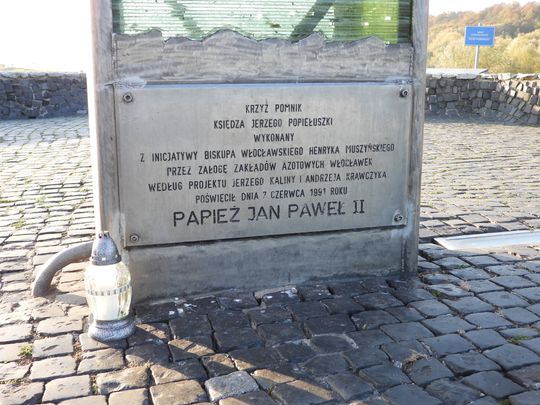 KRZYŻ POMNIK
KSIĘDZA JERZEGO POPIEŁUSZKI
WYKONANY
Z INICJATYWY BISKUPA WŁOCŁAWSKIEGO HENRYKA MUSZYŃSKIEGO
PRZEZ ZAŁOGĘ ZAKŁADÓW AZOTOWYCH WŁOCŁAWEK
WEDŁUG PROJEKTU JERZEGO KALINY I ANDRZEJA KRAWCZYKA
POŚWIĘCIŁ DNIA 7 CZERWCA 1991 ROKU
PAPIEŻ JAN PAWEŁ II